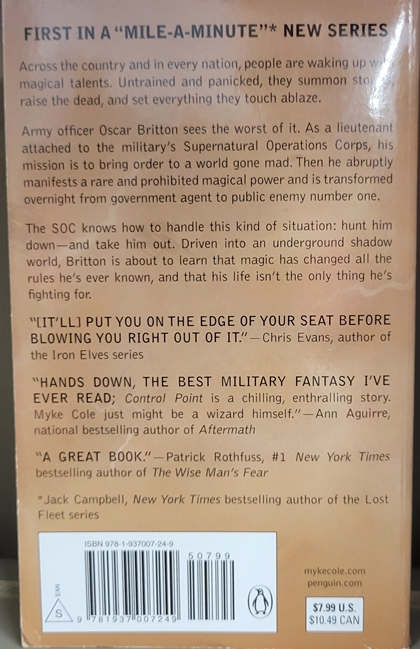 FIRST IN A “MILE-A-MINUTE”* NEW SERIES
Across the country and in every nation, people are waking up with
magical talents. Untrained and panicked, they summon
raise the dead, and set everything they touch ablaze.
Army officer Oscar Britton sees the worst of it. As a lieutenant
attached to the military’s Supernatural Operations Corps, his
mission is to bring order to a world gone mad. Then he abruptly
manifests a rare and prohibited magical power and is transformed
overnight from government agent to public enemy number one.
The SOC knows how to handle this kind of situation: hunt him
down—and take him out. Driven into an underground shadow
world, Britton is about to learn that magic has changed all the
rules he’s ever known, and that his life isn’t the only thing he’s
fighting for.
“[IT’LL] PUT YOU ON THE EDGE OF YOUR SEAT BEFORE
BLOWING YOU RIGHT OUT OF IT.”—Chris Evans, author of
the Iron Elves series
“HANDS DOWN, THE BEST MILITARY FANTASY I’VE
EVER READ; Control Point is a chilling, enthralling story.
Myke Cole just might be a wizard himself.”—Ann Aguirre,
national bestselling author of Aftermath
“A GREAT BOOK.”—Patrick Rothfuss, #1 New York Times
bestselling author of The Wise Man’s Fear
*Jack Campbell, New York Times bestselling author of the Lost
Fleet series
ISBN 978-1-937007-24-9
50799
EAN
S
9 781937 007249
mykecole.com
penguin.com
$7.99 U.S.
$10.49 CAN